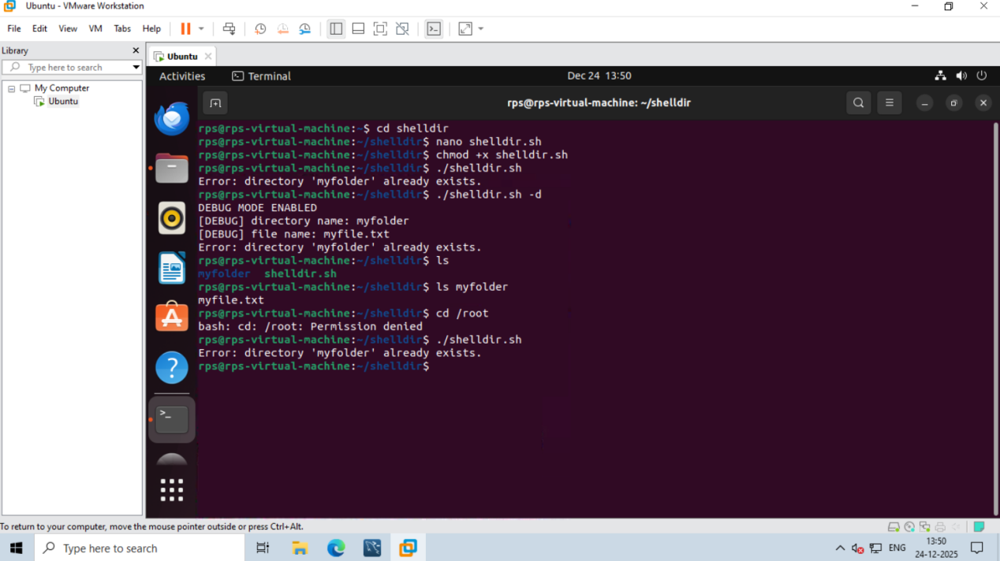 Ubuntu - VMware Workstation
File Edit View VM Tabs Help
Library
Type here to search
My Computer
Ubuntu
Ubuntu
Activities Terminal Dec 24 13:50
rps@rps-virtual-machine: ~/shelldir
rps@rps-virtual-machine:~$ cd shelldir
rps@rps-virtual-machine:~/shelldir$ nano shelldir.sh
rps@rps-virtual-machine:~/shelldir$ chmod +x shelldir.sh
rps@rps-virtual-machine:~/shelldir$ ./shelldir.sh
Error: directory 'myfolder' already exists.
rps@rps-virtual-machine:~/shelldir$ ./shelldir.sh -d
DEBUG MODE ENABLED
[DEBUG] directory name: myfolder
[DEBUG] file name: myfile.txt
Error: directory 'myfolder' already exists.
rps@rps-virtual-machine:~/shelldir$ ls
myfolder  shelldir.sh
rps@rps-virtual-machine:~/shelldir$ ls myfolder
myfile.txt
rps@rps-virtual-machine:~/shelldir$ cd /root
bash: cd: /root: Permission denied
rps@rps-virtual-machine:~/shelldir$ ./shelldir.sh
Error: directory 'myfolder' already exists.
rps@rps-virtual-machine:~/shelldir$
To return to your computer, move the mouse pointer outside or press Ctrl+Alt.
Type here to search
ENG
13:50
24-12-2025